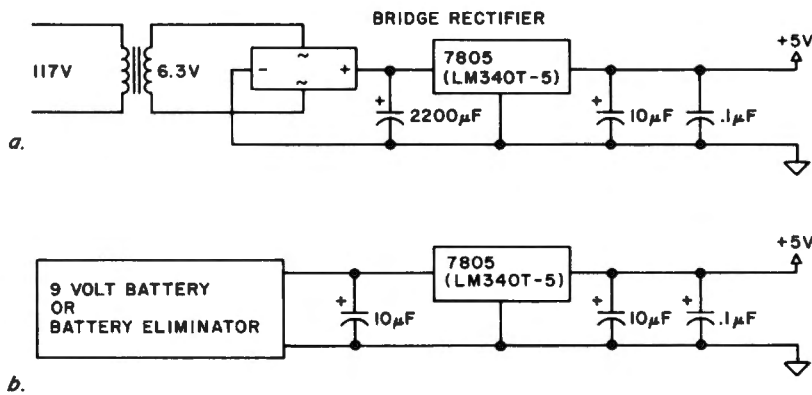 BRIDGE RECTIFIER
+5V
7805
(LM340T-5)
117V
6.3V
~
-
+
~
+
2200µF
+
10µF
.1µF
a.
+5V
7805
(LM340T-5)
9 VOLT BATTERY
OR
BATTERY ELIMINATOR
+
10µF
+
10µF
+
.1µF
b.